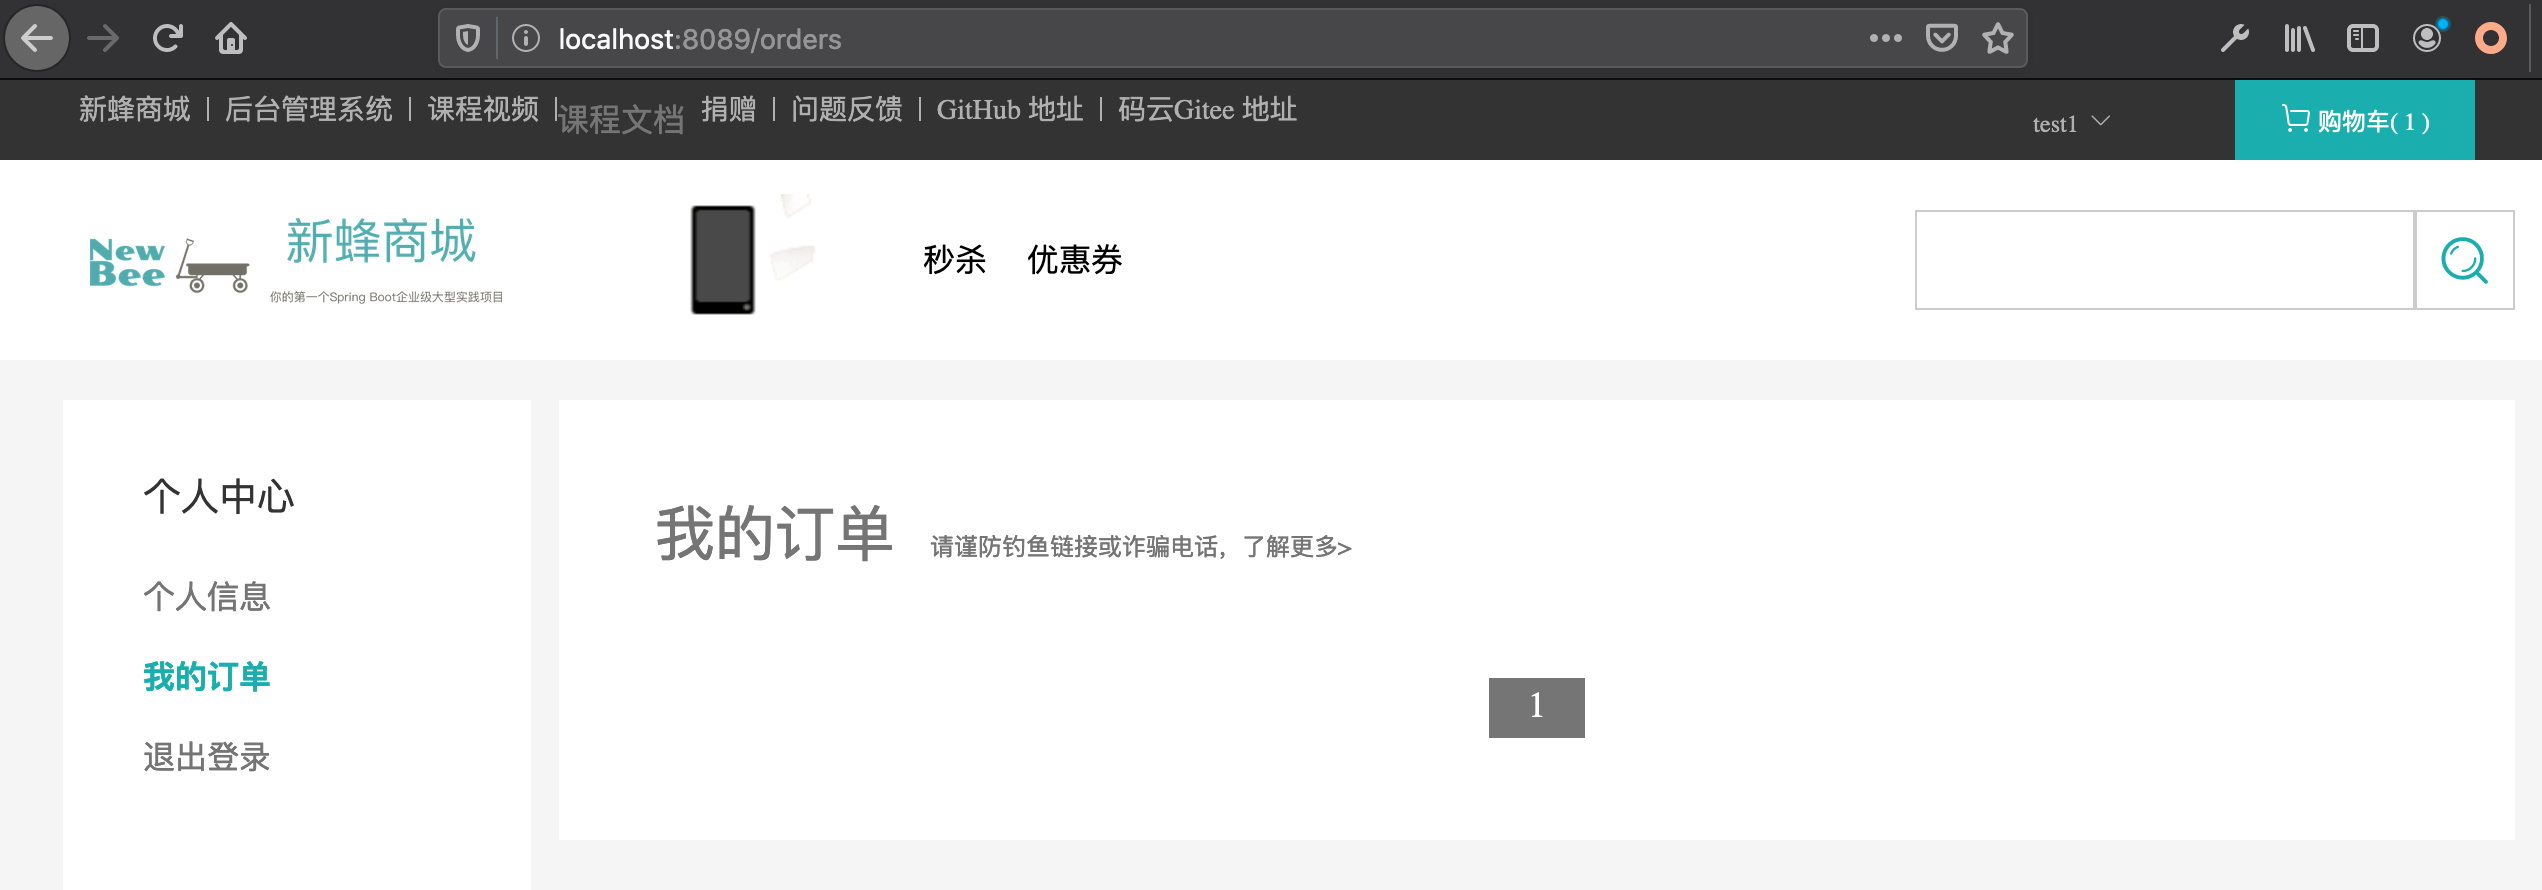 localhost:8089/orders
新蜂商城 | 后台管理系统 | 课程视频 | 课程文档 捐赠 | 问题反馈 | GitHub 地址 | 码云Gitee 地址
test1
购物车( 1 )
New Bee
新蜂商城
你的第一个Spring Boot企业级大型实践项目
秒杀 优惠券
个人中心
个人信息
我的订单
退出登录
我的订单 请谨防钓鱼链接或诈骗电话，了解更多>
1